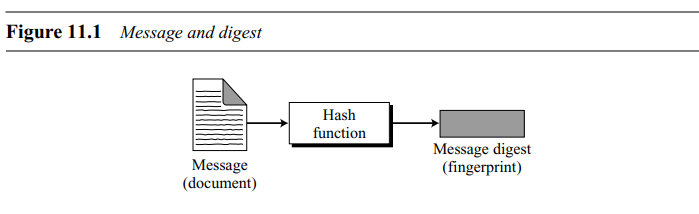 Figure 11.1 Message and digest
Hash
function
Message
(document)
Message digest
(fingerprint)